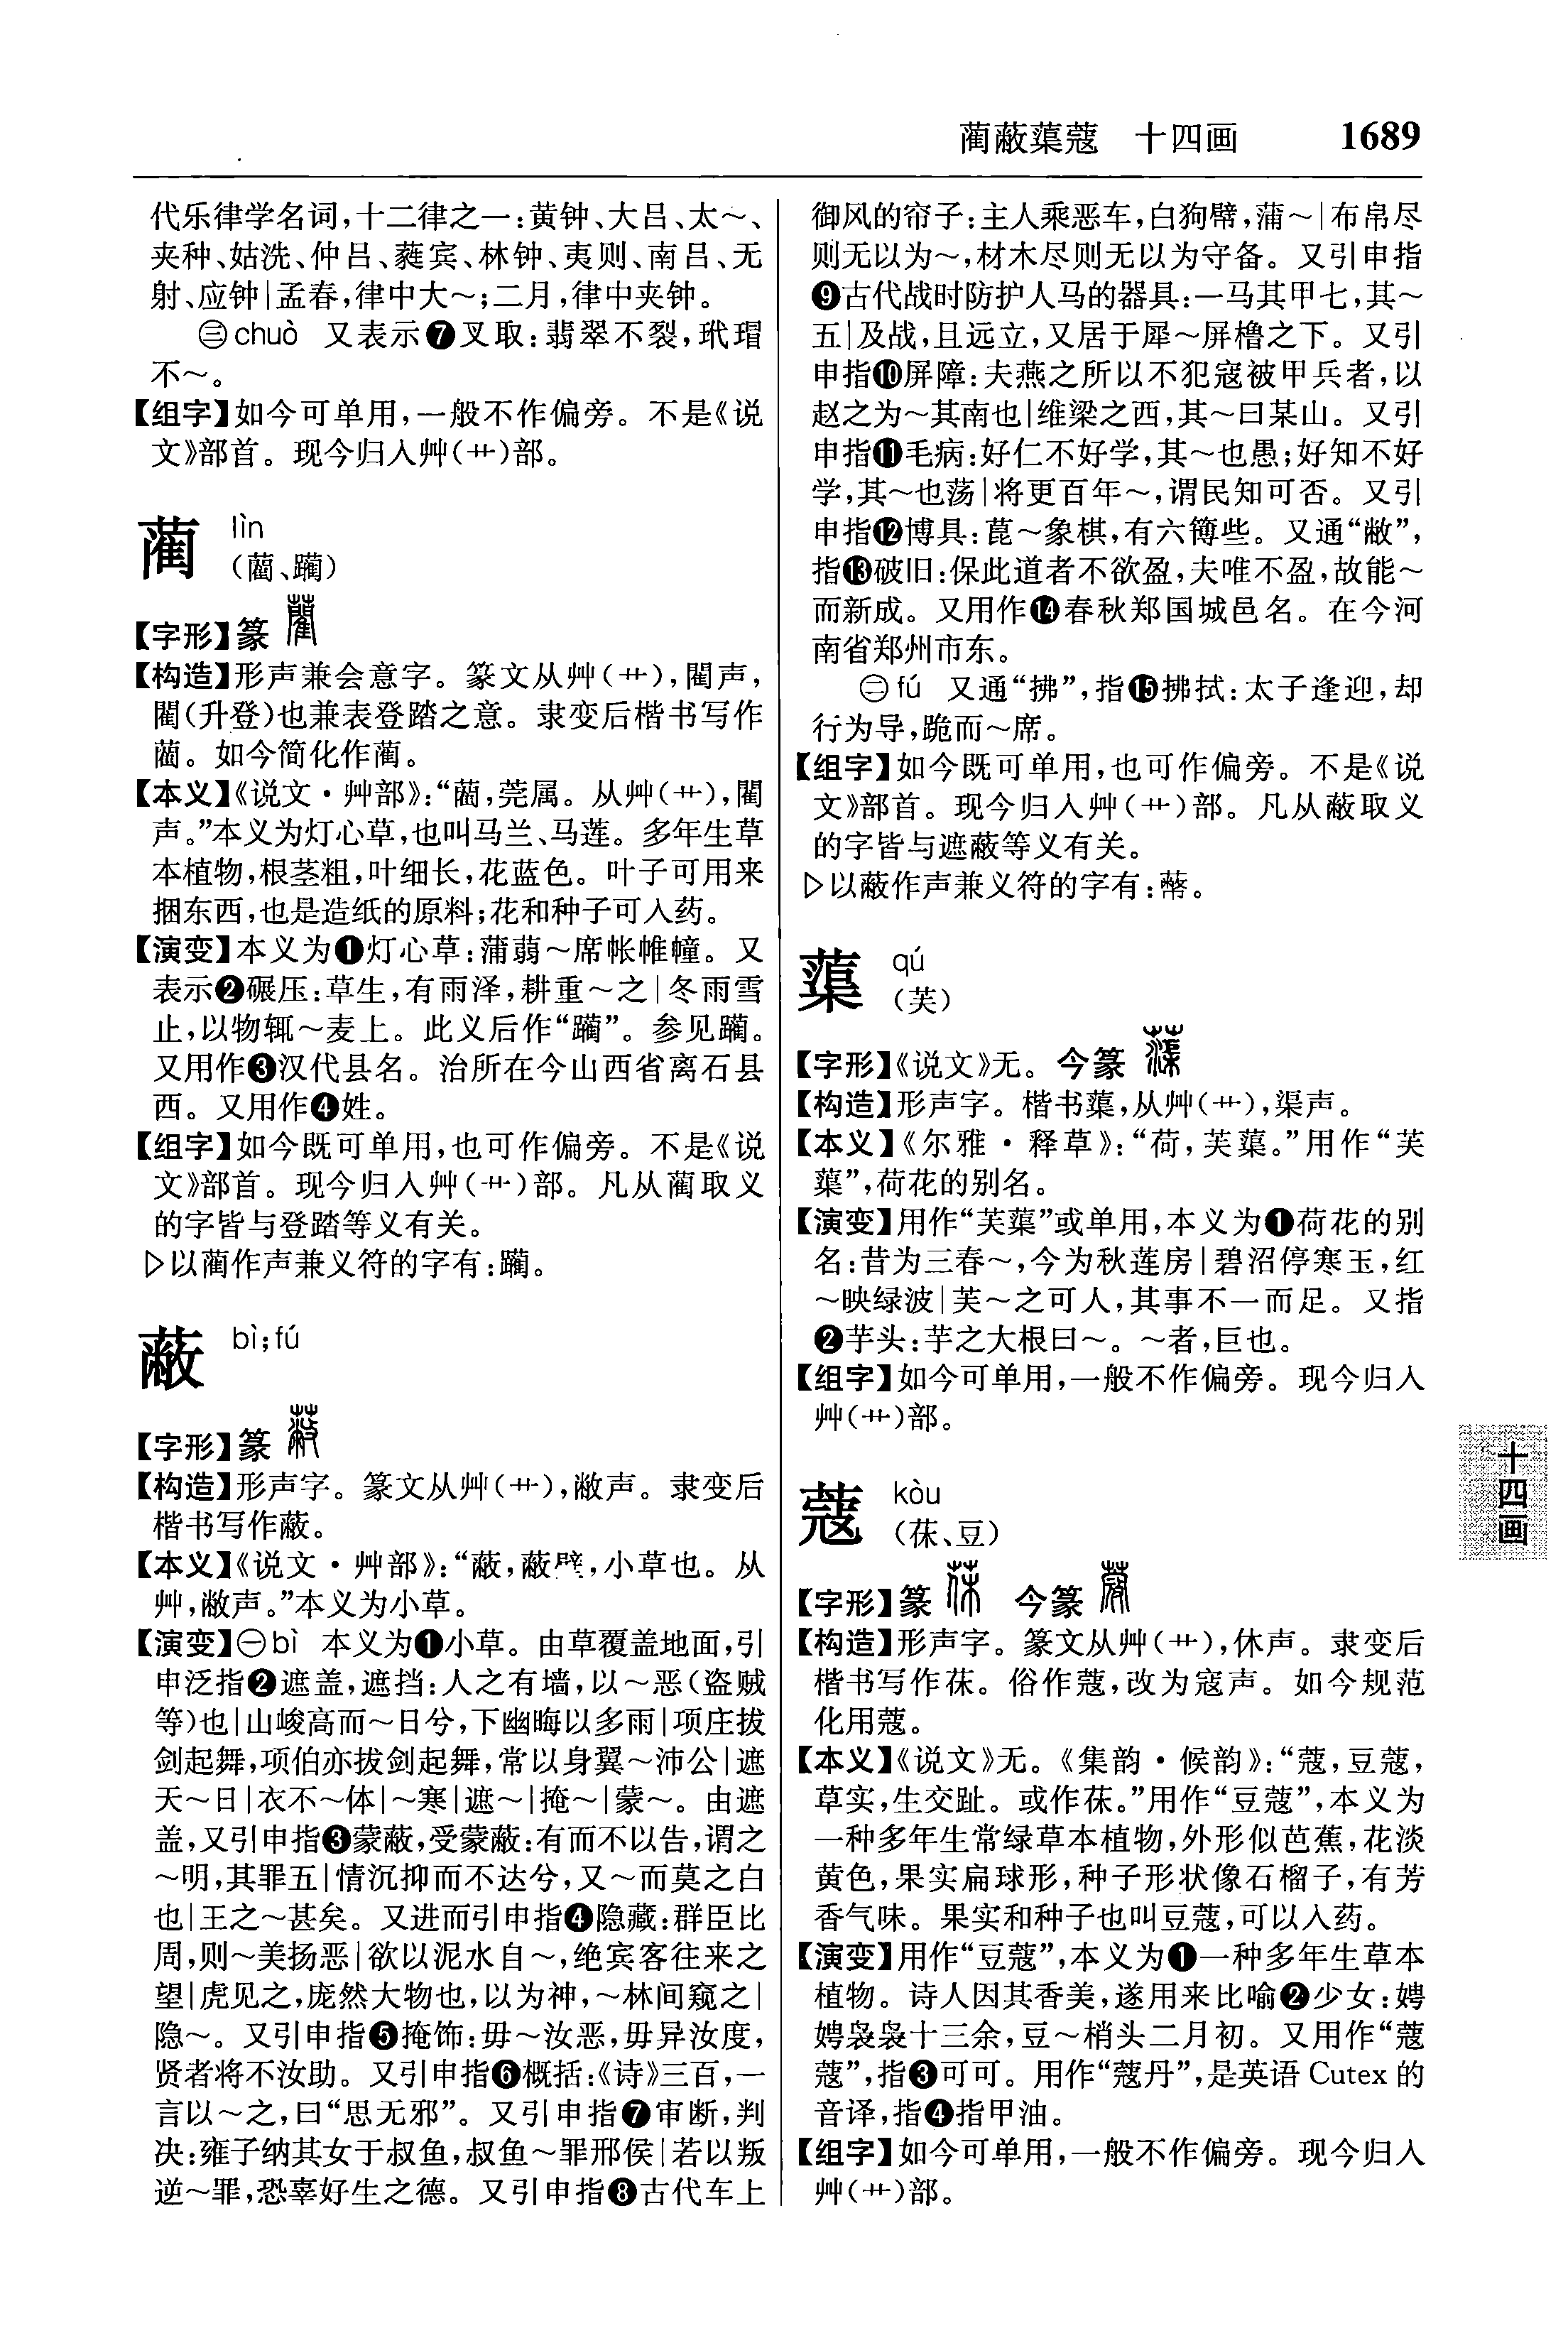 蔺蔽蕖蔻　十四画　1689
代乐律学名词,十二律之一:黄钟、大吕、太～、
夹种、姑洗、仲吕、蕤宾、林钟、夷则、南吕、无
射、应钟|孟春,律中大～;二月,律中夹钟。
㊂chuò　又表示❼叉取:翡翠不裂,玳瑁
不～。
【组字】如今可单用,一般不作偏旁。不是《说
文》部首。现今归入艸(艹)部。
蔺　lìn
(藺、躪)
【字形】篆
【构造】形声兼会意字。篆文从艸(艹),閵声,
閵(升登)也兼表登踏之意。隶变后楷书写作
藺。如今简化作蔺。
【本义】《说文·艸部》:“藺,莞属。从艸(艹),閵
声。”本义为灯心草,也叫马兰、马莲。多年生草
本植物,根茎粗,叶细长,花蓝色。叶子可用来
捆东西,也是造纸的原料;花和种子可入药。
【演变】本义为❶灯心草:蒲蒻～席帐帷幢。又
表示❷碾压:草生,有雨泽,耕重～之|冬雨雪
止,以物辄～麦上。此义后作“躏”。参见躏。
又用作❸汉代县名。治所在今山西省离石县
西。又用作❹姓。
【组字】如今既可单用,也可作偏旁。不是《说
文》部首。现今归入艸(艹)部。凡从蔺取义
的字皆与登踏等义有关。
▷以蔺作声兼义符的字有:躏。
蔽　bì;fú
【字形】篆
【构造】形声字。篆文从艸(艹),敝声。隶变后
楷书写作蔽。
【本义】《说文·艸部》:“蔽,蔽,小草也。从
艸,敝声。”本义为小草。
【演变】㊀bì　本义为❶小草。由草覆盖地面,引
申泛指❷遮盖,遮挡:人之有墙,以～恶(盗贼
等)也|山峻高而～日兮,下幽晦以多雨|项庄拔
剑起舞,项伯亦拔剑起舞,常以身翼～沛公|遮
天～日|衣不～体|～寒|遮～|掩～|蒙～。由遮
盖,又引申指❸蒙蔽,受蒙蔽:有而不以告,谓之
～明,其罪五|情沉抑而不达兮,又～而莫之白
也|王之～甚矣。又进而引申指❹隐藏:群臣比
周,则～美扬恶|欲以泥水自～,绝宾客往来之
望|虎见之,庞然大物也,以为神,～林间窥之|
隐～。又引申指❺掩饰:毋～汝恶,毋异汝度,
贤者将不汝助。又引申指❻概括:《诗》三百,一
言以～之,曰“思无邪”。又引申指❼审断,判
决:雍子纳其女于叔鱼,叔鱼～罪邢侯|若以叛
逆～罪,恐辜好生之德。又引申指❽古代车上
御风的帘子:主人乘恶车,白狗幦,蒲～|布帛尽
则无以为～,材木尽则无以为守备。又引申指
❾古代战时防护人马的器具:一马其甲七,其～
五|及战,且远立,又居于犀～屏橹之下。又引
申指❿屏障:夫燕之所以不犯寇被甲兵者,以
赵之为～其南也|维梁之西,其～曰某山。又引
申指⓫毛病:好仁不好学,其～也愚;好知不好
学,其～也荡|将更百年～,谓民知可否。又引
申指⓬博具:菎～象棋,有六簙些。又通“敝”,
指⓭破旧:保此道者不欲盈,夫唯不盈,故能～
而新成。又用作⓮春秋郑国城邑名。在今河
南省郑州市东。
㊁fú　又通“拂”,指⓯拂拭:太子逢迎,却
行为导,跪而～席。
【组字】如今既可单用,也可作偏旁。不是《说
文》部首。现今归入艸(艹)部。凡从蔽取义
的字皆与遮蔽等义有关。
▷以蔽作声兼义符的字有:。
蕖　qú
(芙)
【字形】《说文》无。今篆
【构造】形声字。楷书蕖,从艸(艹),渠声。
【本义】《尔雅·释草》:“荷,芙蕖。”用作“芙
蕖”,荷花的别名。
【演变】用作“芙蕖”或单用,本义为❶荷花的别
名:昔为三春～,今为秋莲房|碧沼停寒玉,红
～映绿波|芙～之可人,其事不一而足。又指
❷芋头:芋之大根曰～。～者,巨也。
【组字】如今可单用,一般不作偏旁。现今归入
艸(艹)部。
蔻　kòu
(茠、豆)
【字形】篆　今篆
【构造】形声字。篆文从艸(艹),休声。隶变后
楷书写作茠。俗作蔻,改为寇声。如今规范
化用蔻。
【本义】《说文》无。《集韵·候韵》:“蔻,豆蔻,
草实,生交趾。或作茠。”用作“豆蔻”,本义为
一种多年生常绿草本植物,外形似芭蕉,花淡
黄色,果实扁球形,种子形状像石榴子,有芳
香气味。果实和种子也叫豆蔻,可以入药。
【演变】用作“豆蔻”,本义为❶一种多年生草本
植物。诗人因其香美,遂用来比喻❷少女:娉
娉袅袅十三余,豆～梢头二月初。又用作“蔻
蔻”,指❸可可。用作“蔻丹”,是英语 Cutex 的
音译,指❹指甲油。
【组字】如今可单用,一般不作偏旁。现今归入
艸(艹)部。
十四画